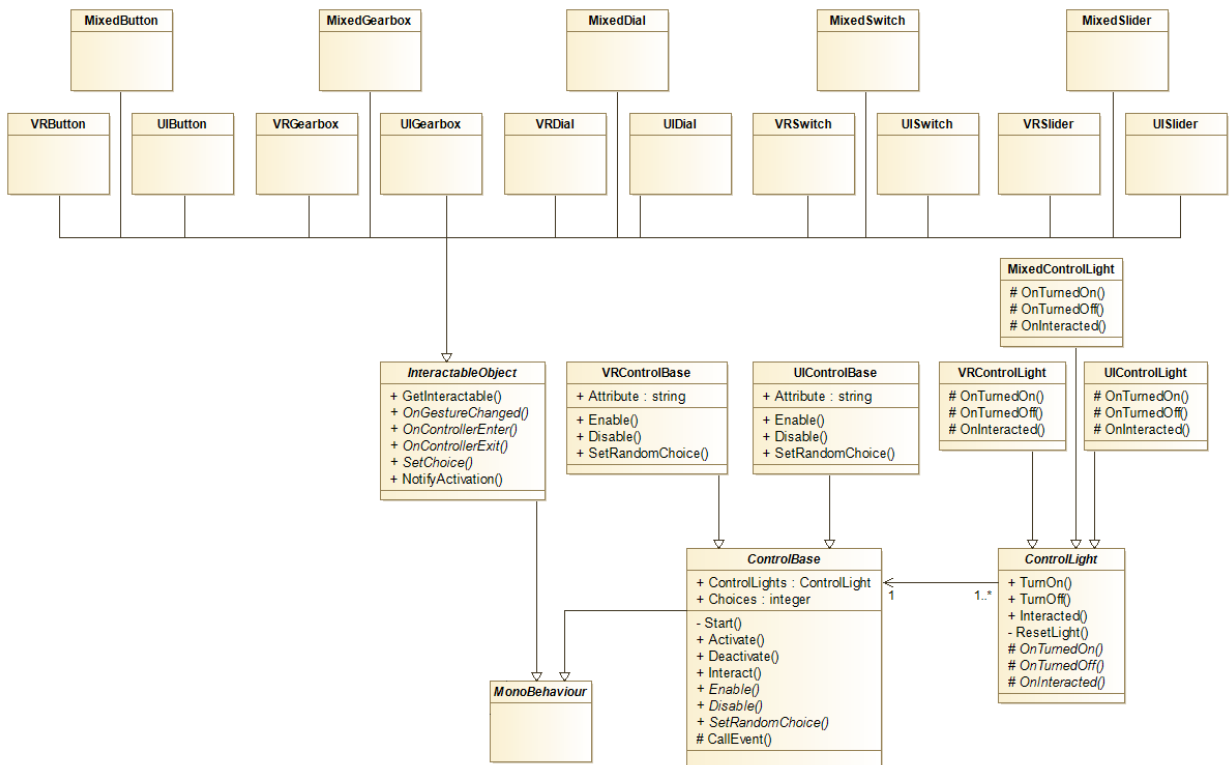 MixedButton
MixedGearbox
MixedDial
MixedSwitch
MixedSlider
VRButton
UIButton
VRGearbox
UIGearbox
VRDial
UIDial
VRSwitch
UISwitch
VRSlider
UISlider
MixedControlLight
# OnTurnedOn()
# OnTurnedOff()
# OnInteracted()
InteractableObject
+ GetInteractable()
+ OnGestureChanged()
+ OnControllerEnter()
+ OnControllerExit()
+ SetChoice()
+ NotifyActivation()
VRControlBase
+ Attribute : string
+ Enable()
+ Disable()
+ SetRandomChoice()
UIControlBase
+ Attribute : string
+ Enable()
+ Disable()
+ SetRandomChoice()
VRControlLight
# OnTurnedOn()
# OnTurnedOff()
# OnInteracted()
UIControlLight
# OnTurnedOn()
# OnTurnedOff()
# OnInteracted()
ControlBase
+ ControlLights : ControlLight
+ Choices : integer
- Start()
+ Activate()
+ Deactivate()
+ Interact()
+ Enable()
+ Disable()
+ SetRandomChoice()
# CallEvent()
1
1..*
ControlLight
+ TurnOn()
+ TurnOff()
+ Interacted()
- ResetLight()
# OnTurnedOn()
# OnTurnedOff()
# OnInteracted()
MonoBehaviour